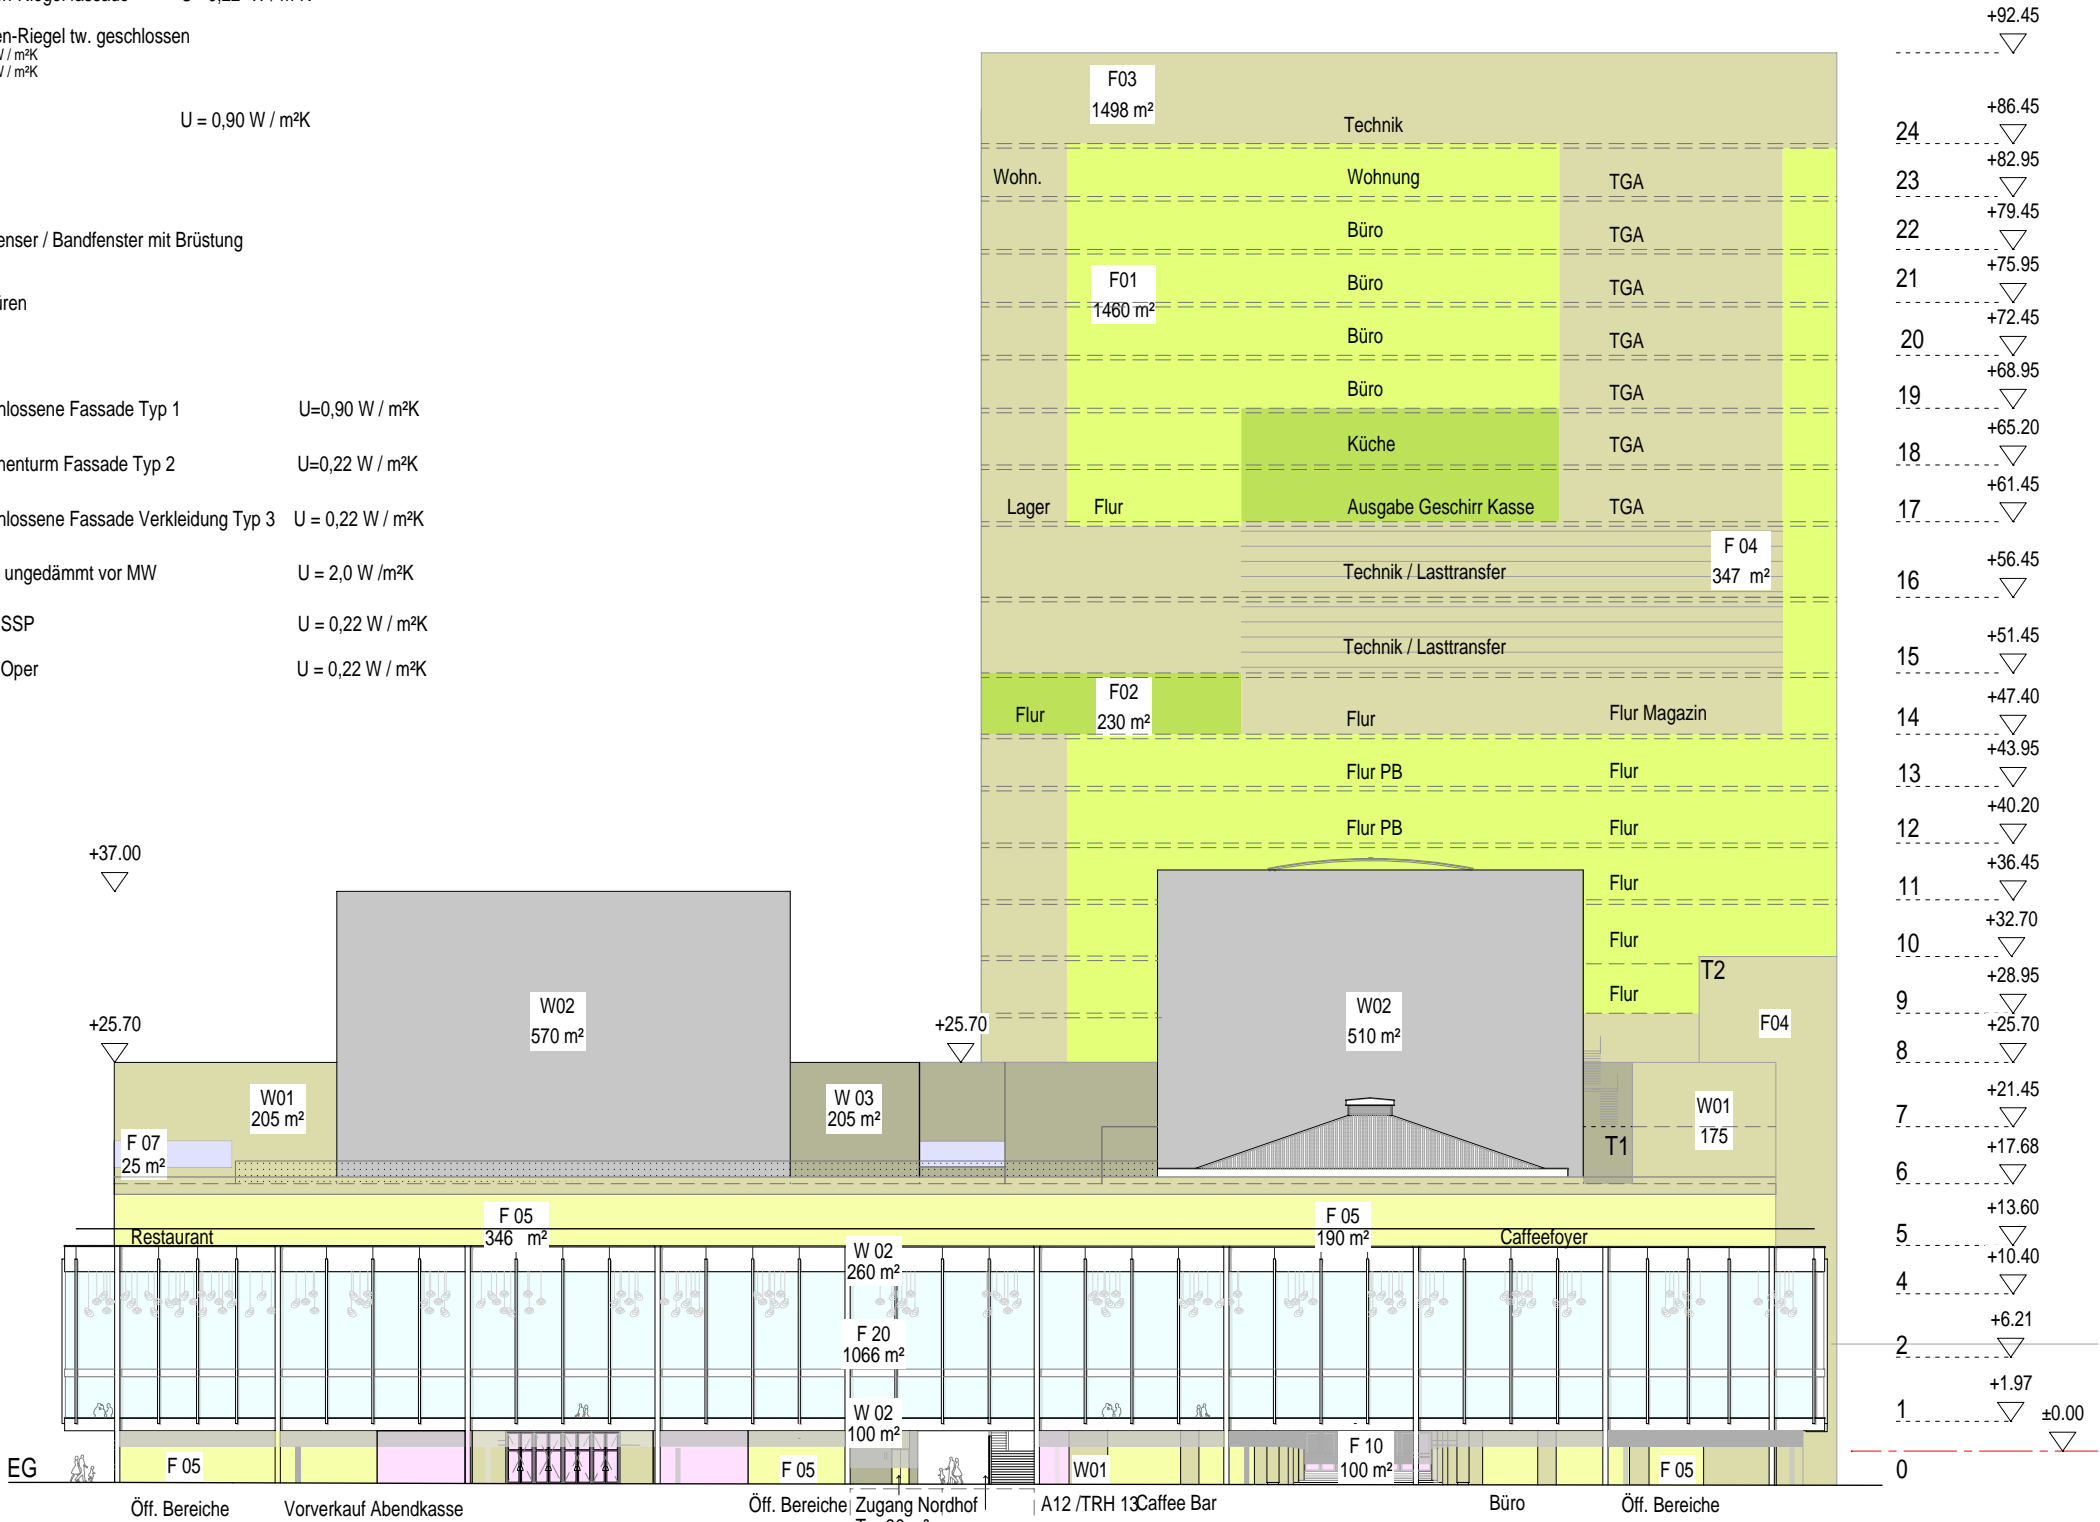 U = 0,22 W / m²K
en-Riegel tw. geschlossen
W / m²K
W / m²K
U = 0,90 W / m²K
enser / Bandfenster mit Brüstung
üren
hlossene Fassade Typ 1 U=0,90 W / m²K
nenturm Fassade Typ 2 U=0,22 W / m²K
hlossene Fassade Verkleidung Typ 3 U = 0,22 W / m²K
ungedämmt vor MW U = 2,0 W /m²K
SSP U = 0,22 W / m²K
Oper U = 0,22 W / m²K
+92.45
F03
1498 m²
Technik
24 +86.45
Wohn. Wohnung TGA
23 +82.95
Büro TGA
22 +79.45
F01
1460 m²
Büro TGA
21 +75.95
Büro TGA
20 +72.45
Büro TGA
19 +68.95
Küche TGA
18 +65.20
Lager Flur Ausgabe Geschirr Kasse TGA
17 +61.45
F 04
347 m²
Technik / Lasttransfer
16 +56.45
Technik / Lasttransfer
15 +51.45
F02
230 m²
Flur Flur Flur Magazin
14 +47.40
Flur PB Flur
13 +43.95
Flur PB Flur
12 +40.20
+37.00
Flur
11 +36.45
Flur
10 +32.70
T2
Flur
9 +28.95
W02
570 m²
W02
510 m²
F04
+25.70
+25.70
8 +25.70
W01
205 m²
W 03
205 m²
W01
175
7 +21.45
F 07
25 m²
T1
6 +17.68
F 05
346 m²
F 05
190 m²
Restaurant Caffeefoyer
5 +13.60
W 02
260 m²
4 +10.40
F 20
1066 m²
2 +6.21
W 02
100 m²
1 +1.97
±0.00
F 10
100 m²
EG F 05 F 05 W01 F 05 0
Öff. Bereiche Vorverkauf Abendkasse Öff. Bereiche Zugang Nordhof A12 /TRH 13 Caffee Bar Büro Öff. Bereiche